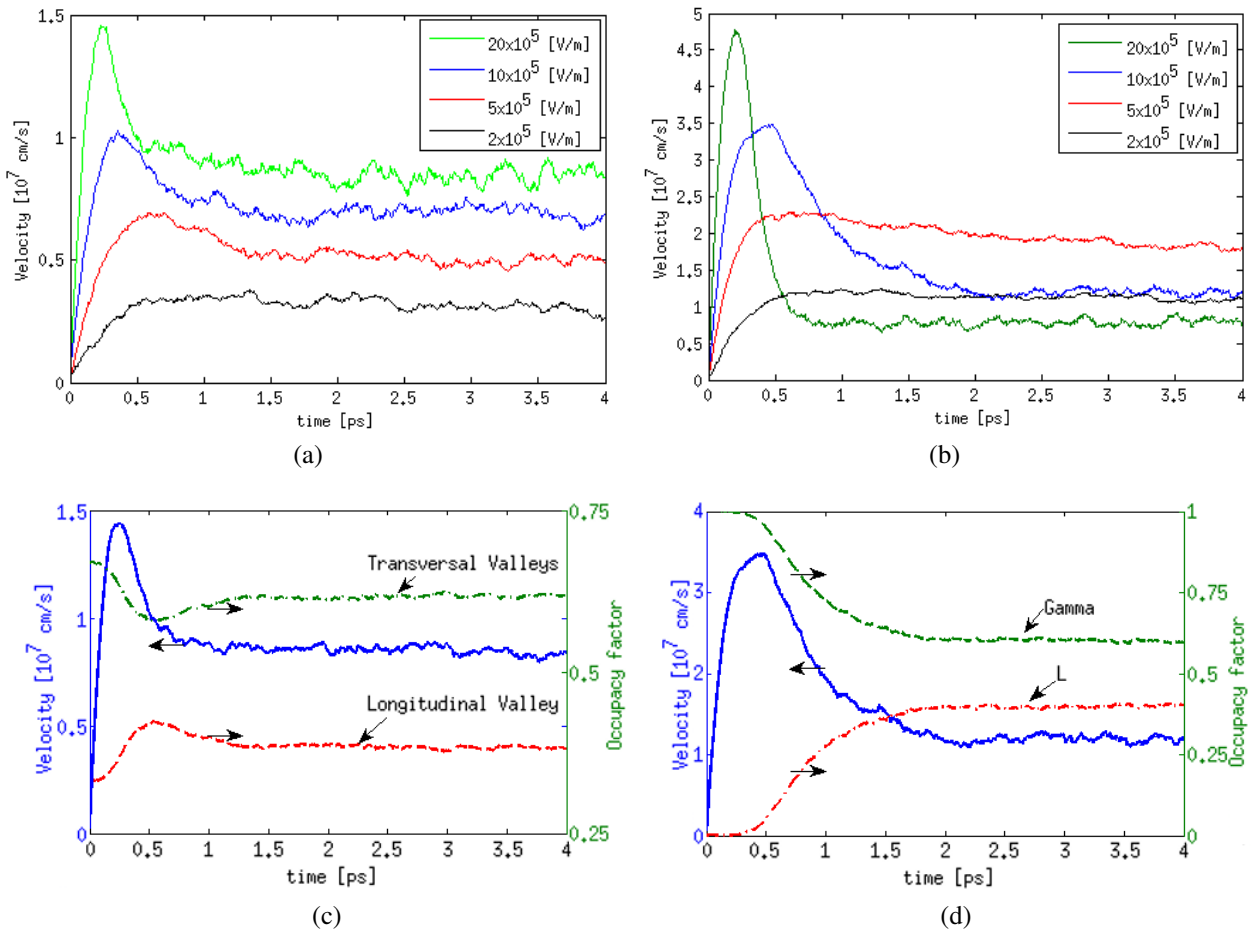 1.5
1
0.5
0
Velocity [10^7 cm/s]
20x10^5 [V/m]
10x10^5 [V/m]
5x10^5 [V/m]
2x10^5 [V/m]
0 0.5 1 1.5 2 2.5 3 3.5 4
time [ps]
(a)
5
4.5
4
3.5
3
2.5
2
1.5
1
0.5
0
Velocity [10^7 cm/s]
20x10^5 [V/m]
10x10^5 [V/m]
5x10^5 [V/m]
2x10^5 [V/m]
0 0.5 1 1.5 2 2.5 3 3.5 4
time [ps]
(b)
1.5
1
0.5
0
Velocity [10^7 cm/s]
Transversal Valleys
Longitudinal Valley
0.75
0.5
0.25
Occupacy factor
0 0.5 1 1.5 2 2.5 3 3.5 4
time [ps]
(c)
4
3
2
1
0
Velocity [10^7 cm/s]
Gamma
L
1
0.75
0.5
0.25
0
Occupacy factor
0 0.5 1 1.5 2 2.5 3 3.5 4
time [ps]
(d)